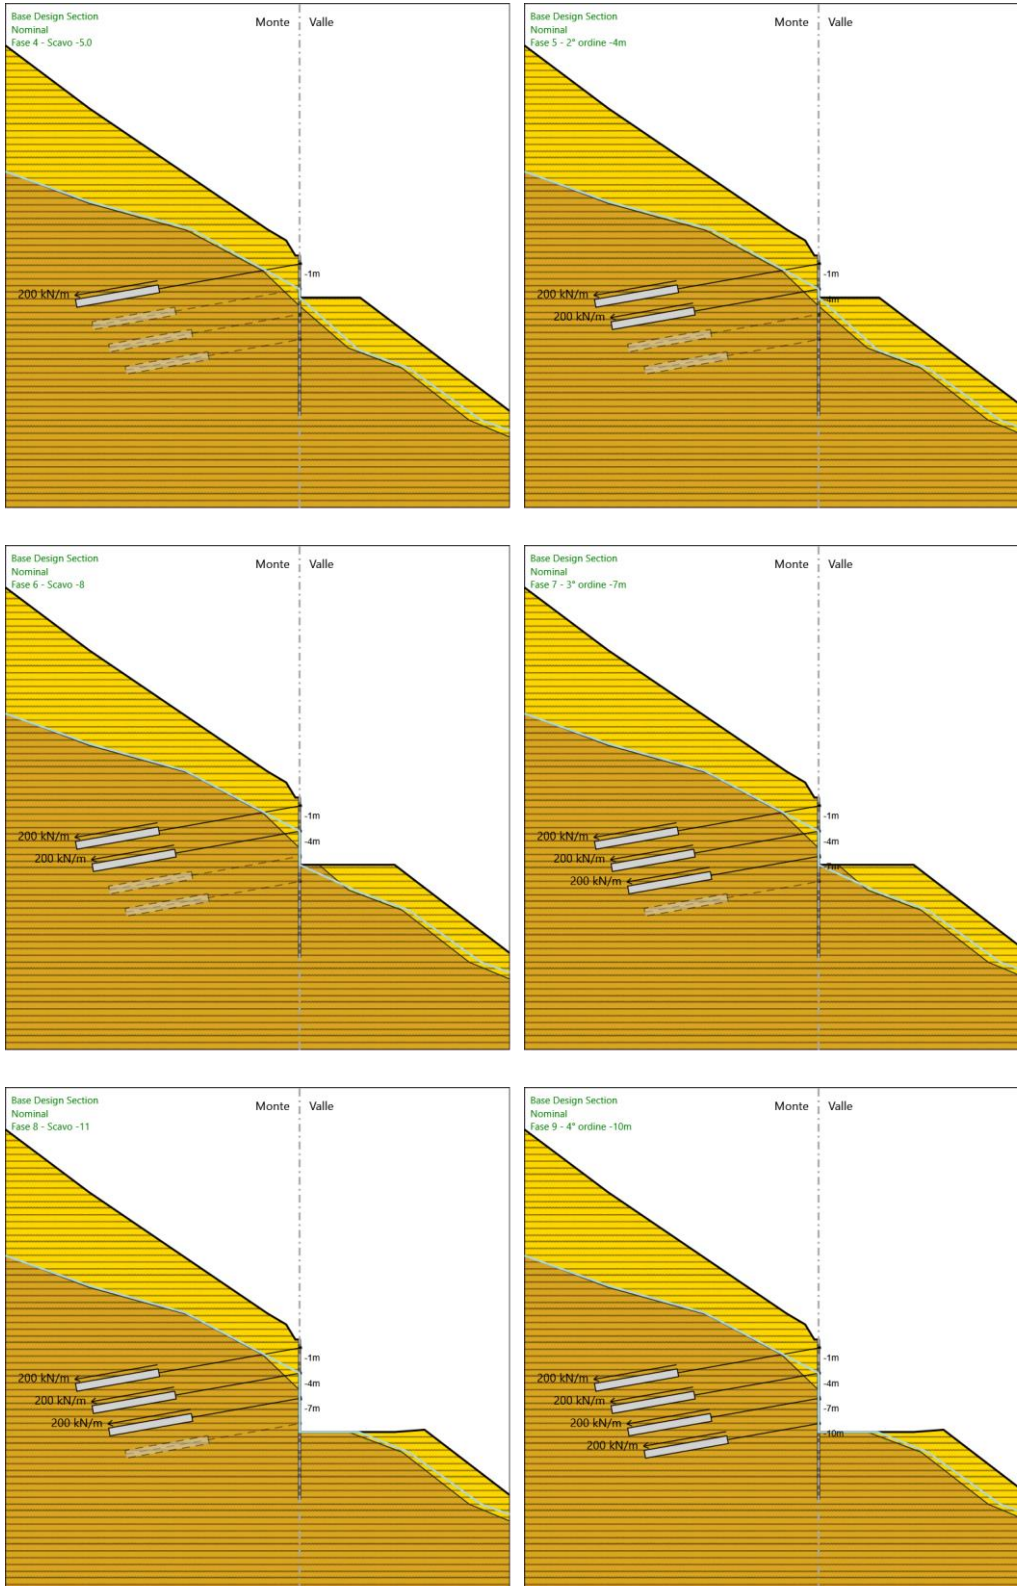 Base Design Section
Nominal
Fase 4 - Scavo -5.0
Monte Valle
-1m
200 kN/m
Base Design Section
Nominal
Fase 5 - 2° ordine -4m
Monte Valle
-1m
200 kN/m
-4m
200 kN/m
Base Design Section
Nominal
Fase 6 - Scavo -8
Monte Valle
-1m
200 kN/m
-4m
200 kN/m
Base Design Section
Nominal
Fase 7 - 3° ordine -7m
Monte Valle
-1m
200 kN/m
-4m
200 kN/m
-7m
200 kN/m
Base Design Section
Nominal
Fase 8 - Scavo -11
Monte Valle
-1m
200 kN/m
-4m
200 kN/m
-7m
200 kN/m
Base Design Section
Nominal
Fase 9 - 4° ordine -10m
Monte Valle
-1m
200 kN/m
-4m
200 kN/m
-7m
200 kN/m
-10m
200 kN/m